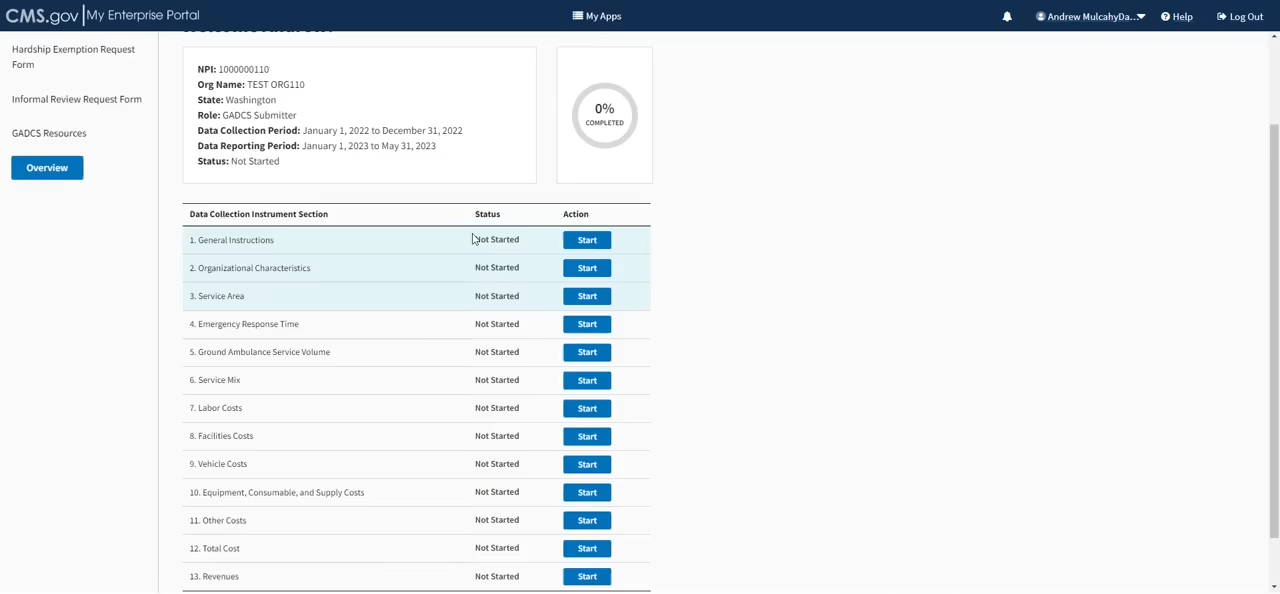 CMS.gov My Enterprise Portal
My Apps
Andrew MulcahyDa...
Help
Log Out
Hardship Exemption Request
Form
Informal Review Request Form
GADCS Resources
Overview
NPI: 1000000110
Org Name: TEST ORG110
State: Washington
Role: GADCS Submitter
Data Collection Period: January 1, 2022 to December 31, 2022
Data Reporting Period: January 1, 2023 to May 31, 2023
Status: Not Started
0%
COMPLETED
Data Collection Instrument Section Status Action
1. General Instructions Not Started Start
2. Organizational Characteristics Not Started Start
3. Service Area Not Started Start
4. Emergency Response Time Not Started Start
5. Ground Ambulance Service Volume Not Started Start
6. Service Mix Not Started Start
7. Labor Costs Not Started Start
8. Facilities Costs Not Started Start
9. Vehicle Costs Not Started Start
10. Equipment, Consumable, and Supply Costs Not Started Start
11. Other Costs Not Started Start
12. Total Cost Not Started Start
13. Revenues Not Started Start